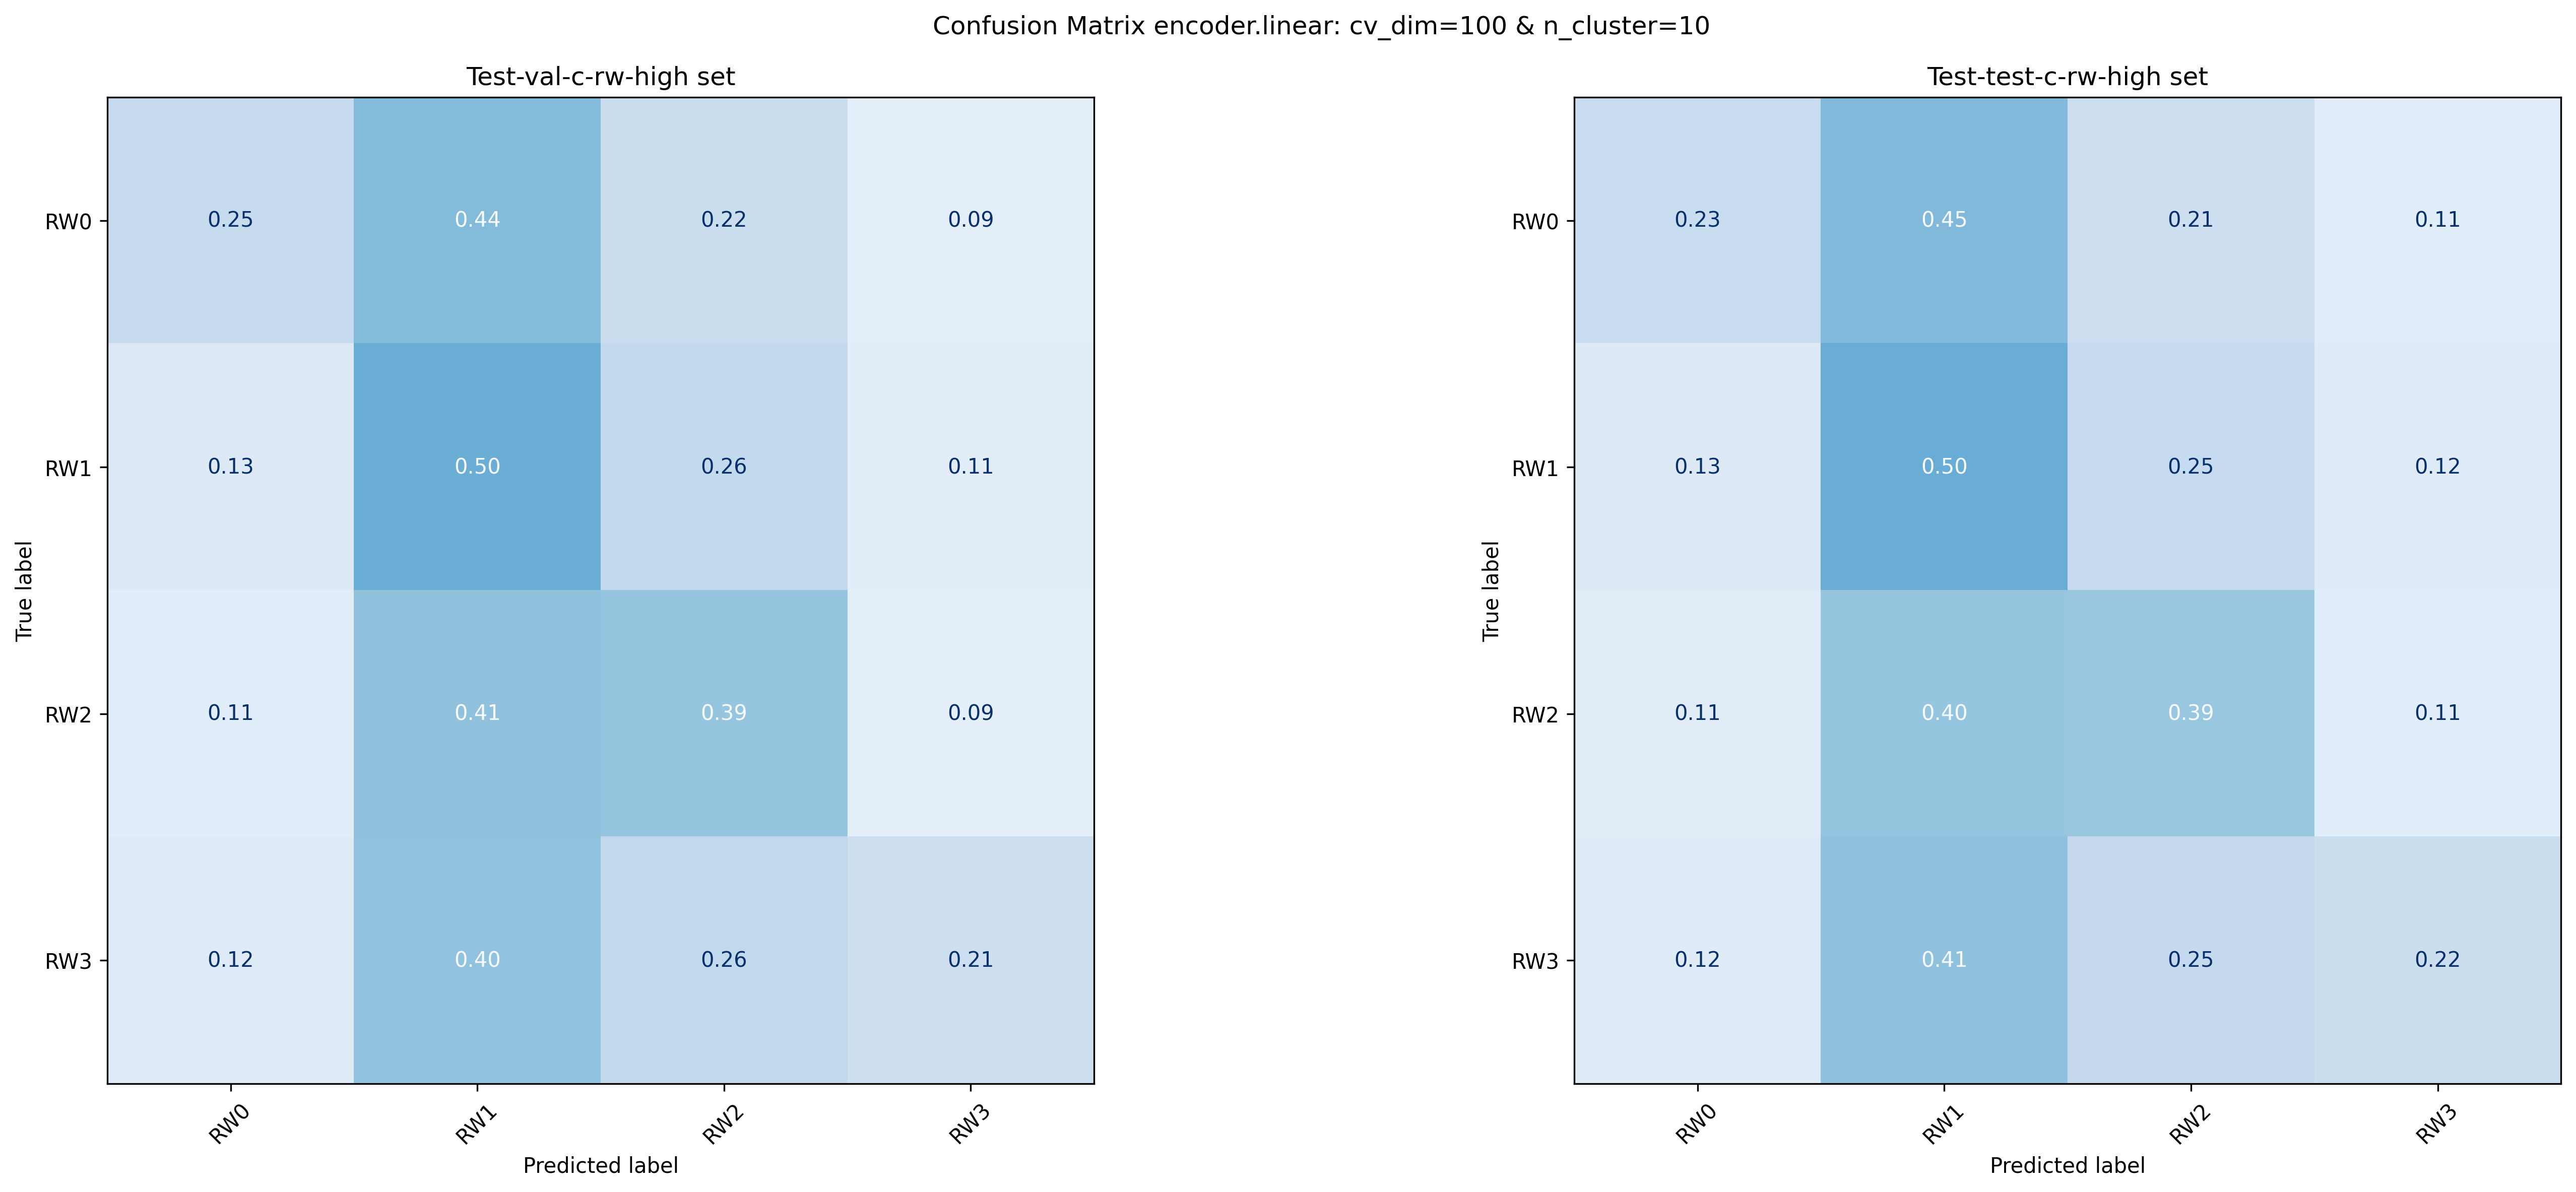 Confusion Matrix encoder.linear: cv_dim=100 & n_cluster=10
Test-val-c-rw-high set
True label
RW0 0.25 0.44 0.22 0.09
RW1 0.13 0.50 0.26 0.11
RW2 0.11 0.41 0.39 0.09
RW3 0.12 0.40 0.26 0.21
RW0 RW1 RW2 RW3
Predicted label
Test-test-c-rw-high set
True label
RW0 0.23 0.45 0.21 0.11
RW1 0.13 0.50 0.25 0.12
RW2 0.11 0.40 0.39 0.11
RW3 0.12 0.41 0.25 0.22
RW0 RW1 RW2 RW3
Predicted label